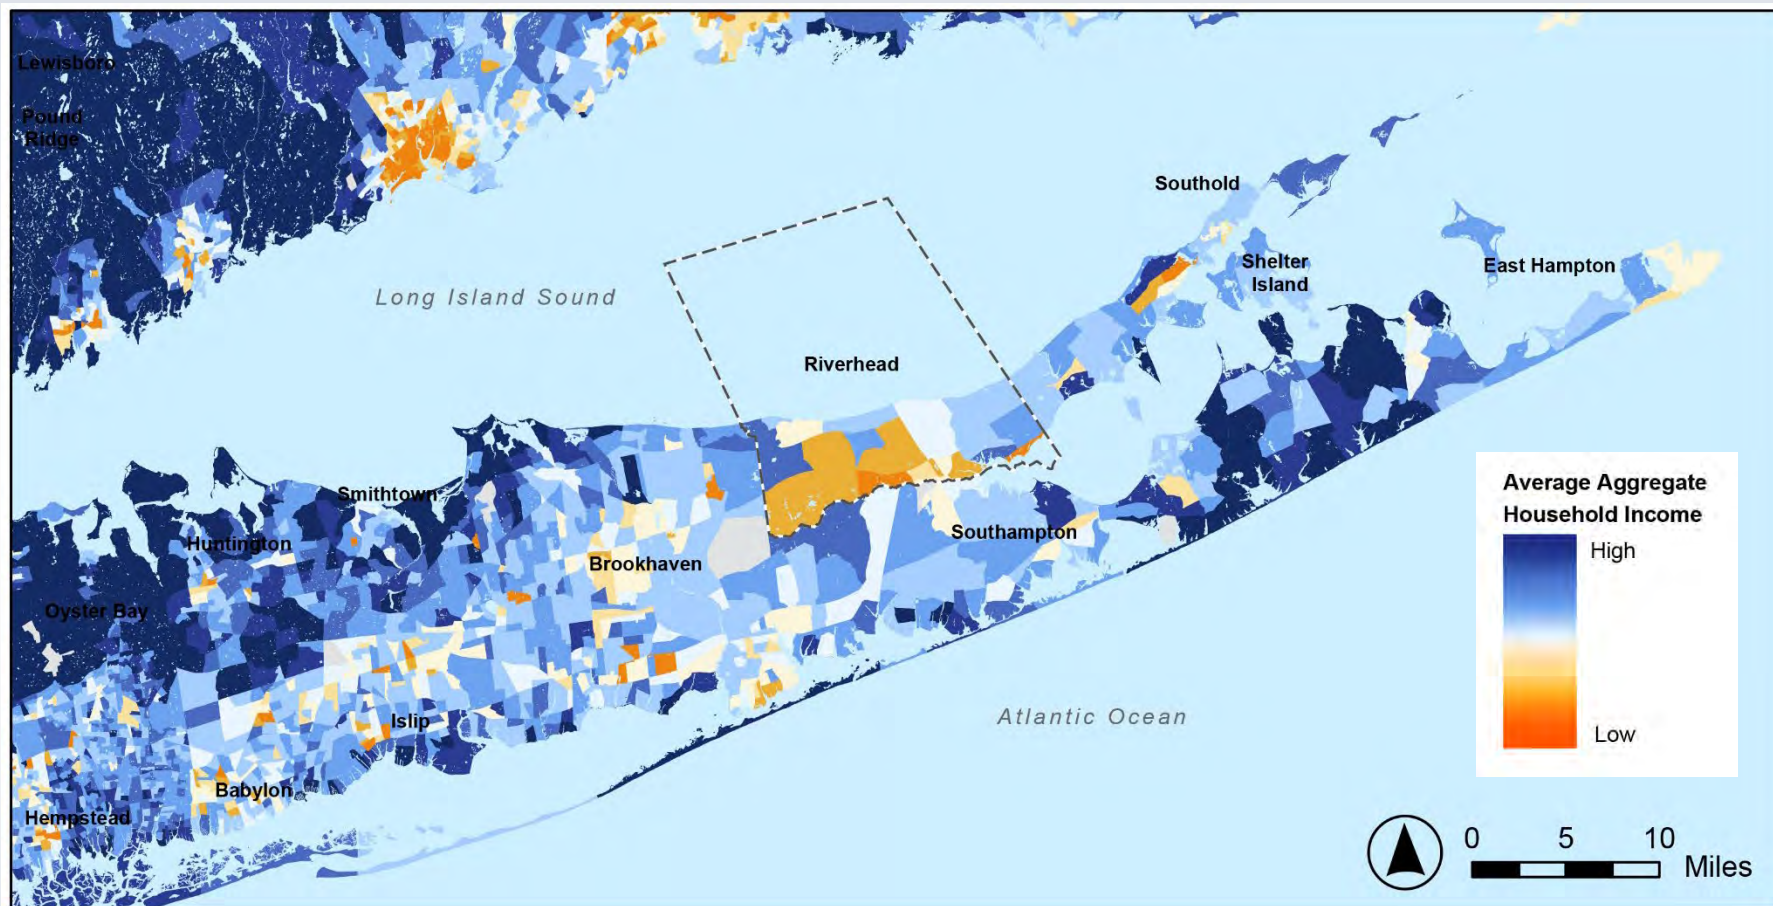 Lewisboro
Pound
Ridge
Southold
Shelter
Island
East Hampton
Long Island Sound
Riverhead
Smithtown
Huntington
Brookhaven
Southampton
Oyster Bay
Islip
Babylon
Hempstead
Atlantic Ocean
Average Aggregate
Household Income
High
Low
0 5 10
Miles